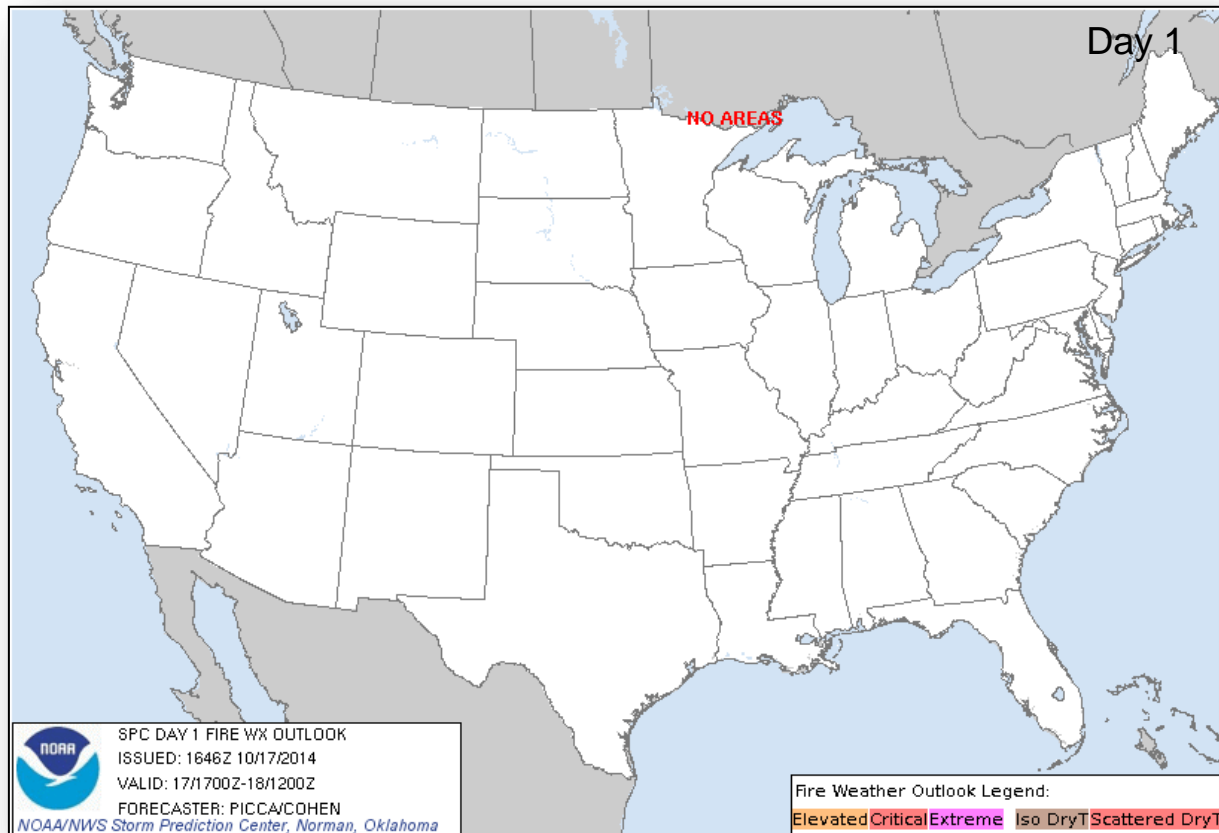 Day 1
NO AREAS
NOAA
SPC DAY 1 FIRE WX OUTLOOK
ISSUED: 1646Z 10/17/2014
VALID: 17/1700Z-18/1200Z
FORECASTER: PICCA/COHEN
NOAA/NWS Storm Prediction Center, Norman, Oklahoma
Fire Weather Outlook Legend:
Elevated Critical Extreme Iso DryT Scattered DryT